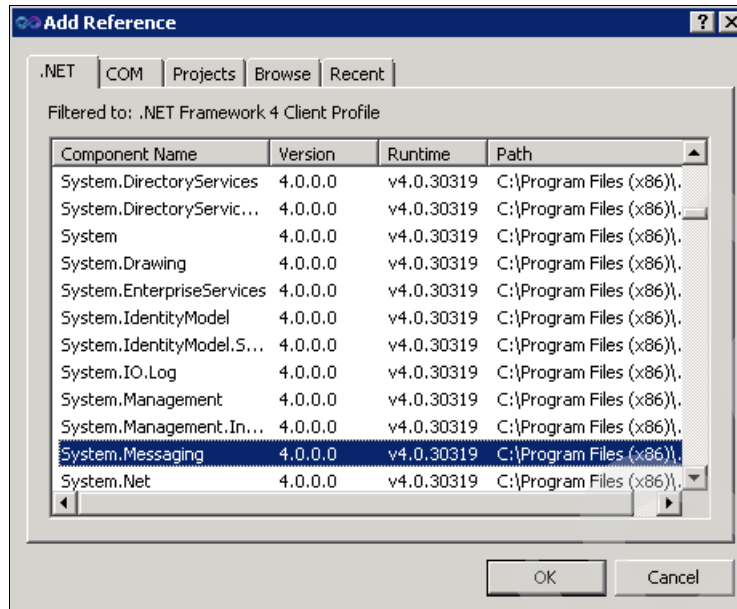 Add Reference
.NET COM Projects Browse Recent
Filtered to: .NET Framework 4 Client Profile
Component Name Version Runtime Path
System.DirectoryServices 4.0.0.0 v4.0.30319 C:\Program Files (x86)\.
System.DirectoryServic... 4.0.0.0 v4.0.30319 C:\Program Files (x86)\.
System 4.0.0.0 v4.0.30319 C:\Program Files (x86)\.
System.Drawing 4.0.0.0 v4.0.30319 C:\Program Files (x86)\.
System.EnterpriseServices 4.0.0.0 v4.0.30319 C:\Program Files (x86)\.
System.IdentityModel 4.0.0.0 v4.0.30319 C:\Program Files (x86)\.
System.IdentityModel.S... 4.0.0.0 v4.0.30319 C:\Program Files (x86)\.
System.IO.Log 4.0.0.0 v4.0.30319 C:\Program Files (x86)\.
System.Management 4.0.0.0 v4.0.30319 C:\Program Files (x86)\.
System.Management.In... 4.0.0.0 v4.0.30319 C:\Program Files (x86)\.
System.Messaging 4.0.0.0 v4.0.30319 C:\Program Files (x86)\.
System.Net 4.0.0.0 v4.0.30319 C:\Program Files (x86)\.
OK Cancel